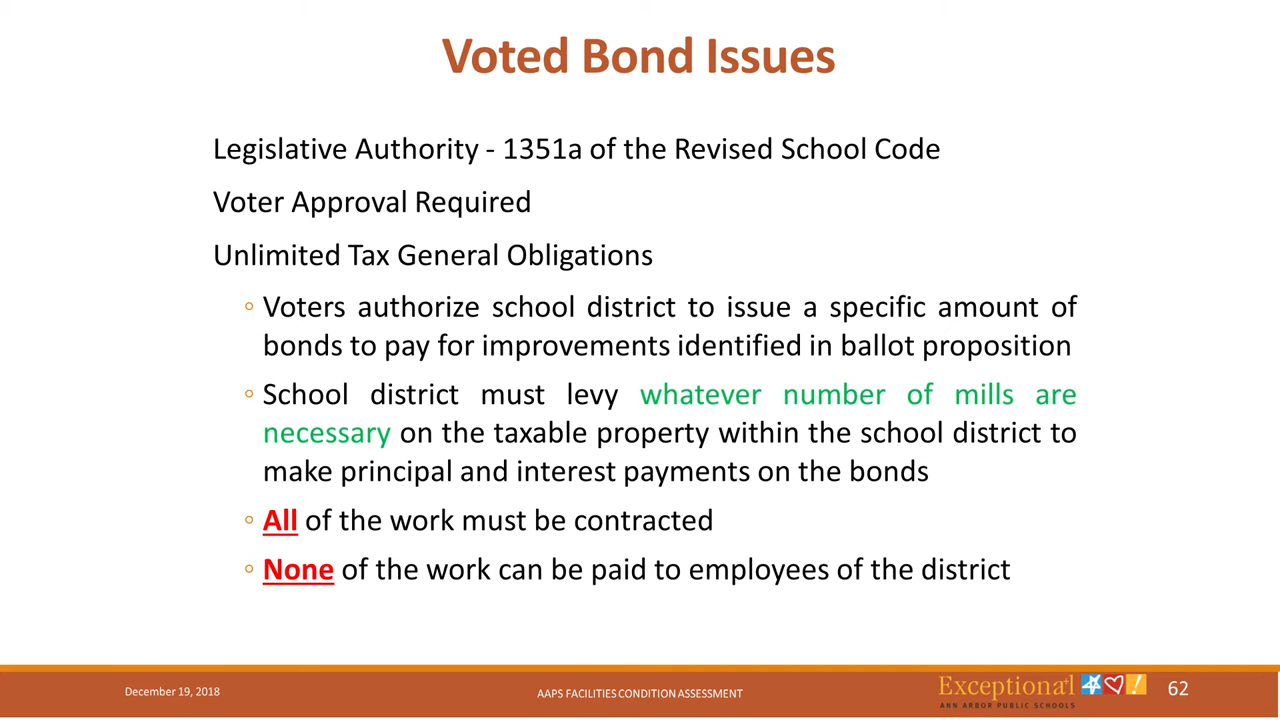 Voted Bond Issues
Legislative Authority - 1351a of the Revised School Code
Voter Approval Required
Unlimited Tax General Obligations
◦ Voters authorize school district to issue a specific amount of
bonds to pay for improvements identified in ballot proposition
◦ School district must levy whatever number of mills are
necessary on the taxable property within the school district to
make principal and interest payments on the bonds
◦ All of the work must be contracted
◦ None of the work can be paid to employees of the district
December 19, 2018
AAPS FACILITIES CONDITION ASSESSMENT
Exceptional
ANN ARBOR PUBLIC SCHOOLS
62